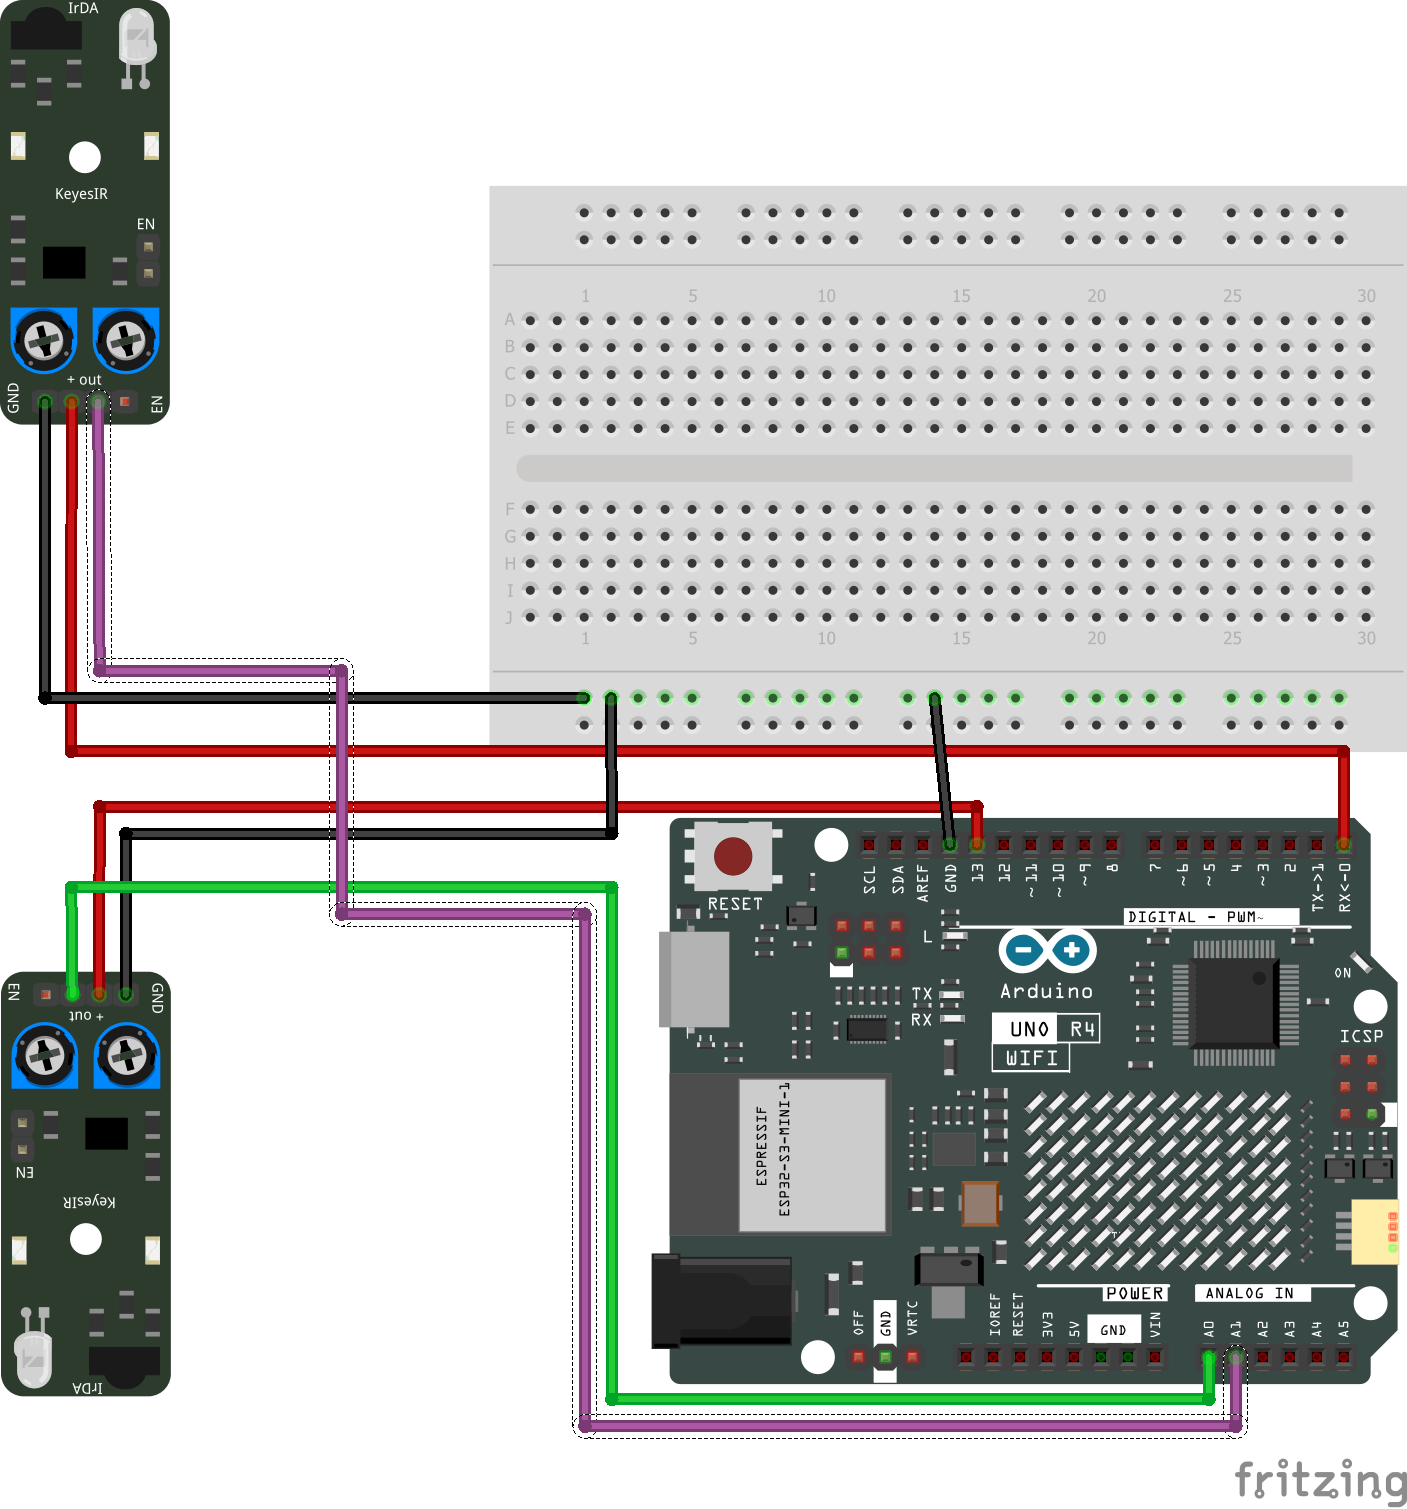 IrDA
KeyesIR
EN
+ out
GND
EN
1 5 10 15 20 25 30
A
B
C
D
E
F
G
H
I
J
1 5 10 15 20 25 30
SCL
SDA
AREF
GND
13
12
~11
~10
~9
8
7
~6
~5
4
~3
2
TX->1
RX<-0
RESET
DIGITAL - PWM~
L
TX
RX
Arduino
ON
UNO R4
WIFI
ICSP
EN
+ out
GND
EN
KeyesIR
IrDA
ESPRESSIF
ESP32-S3-MINI-1
T
POWER
ANALOG IN
OFF
GND
VRTC
IOREF
RESET
3V3
5V
GND
VIN
A0
A1
A2
A3
A4
A5
fritzing